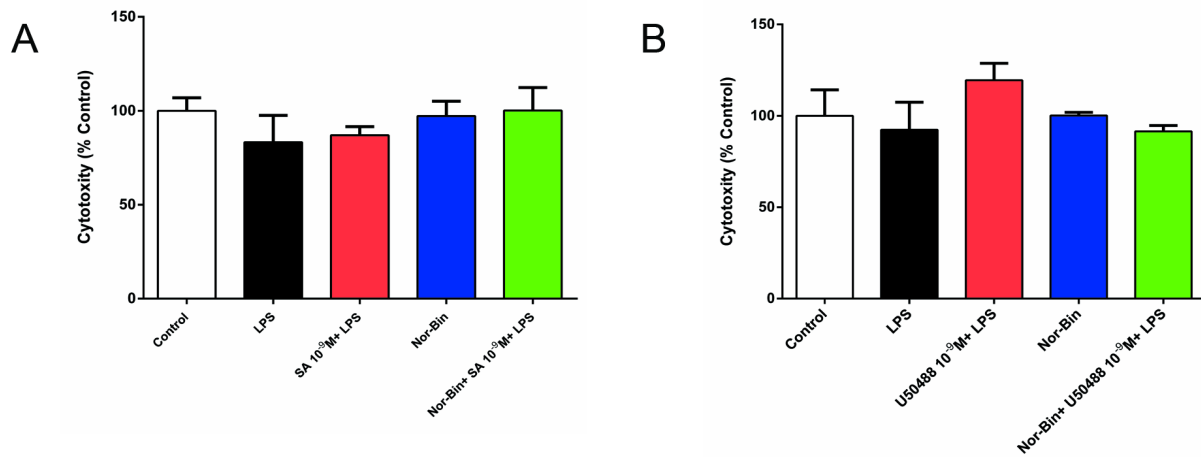 A
Cytotoxity (% Control)
150
100
50
0
Control
LPS
SA 10⁻⁹M+ LPS
Nor-Bin
Nor-Bin+ SA 10⁻⁹M+ LPS
B
Cytotoxity (% Control)
150
100
50
0
Control
LPS
U50488 10⁻⁹M+ LPS
Nor-Bin
Nor-Bin+ U50488 10⁻⁹M+ LPS